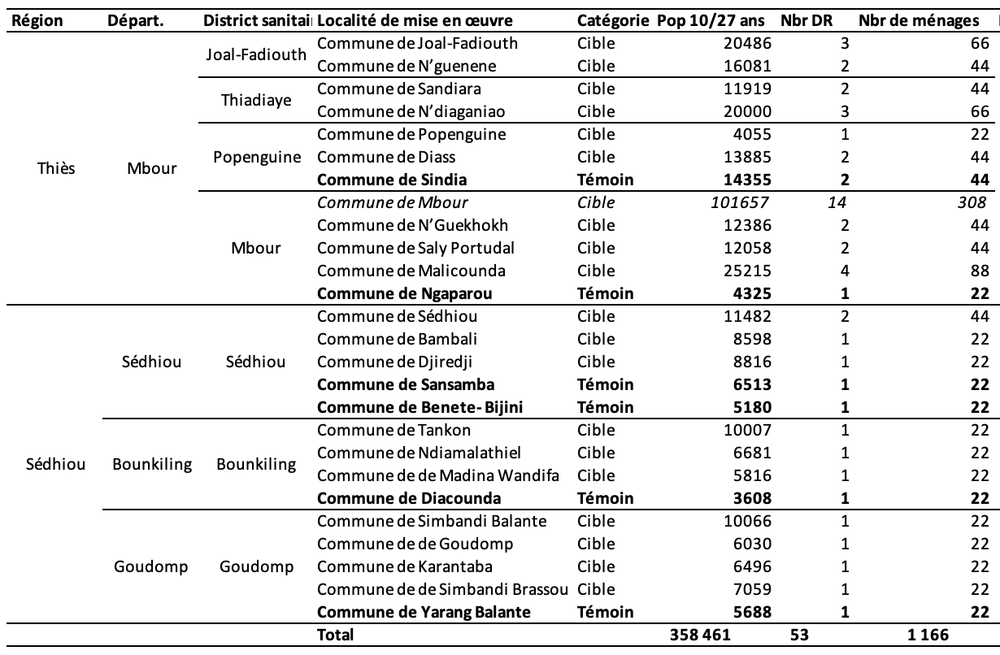 Région Départ. District sanitai Localité de mise en œuvre Catégorie Pop 10/27 ans Nbr DR Nbr de ménages
Joal-Fadiouth Commune de Joal-Fadiouth Cible 20486 3 66
Commune de N’guenene Cible 16081 2 44
Thiadiaye Commune de Sandiara Cible 11919 2 44
Commune de N’diaganiao Cible 20000 3 66
Popenguine Commune de Popenguine Cible 4055 1 22
Commune de Diass Cible 13885 2 44
Thiès Mbour Commune de Sindia Témoin 14355 2 44
Commune de Mbour Cible 101657 14 308
Commune de N’Guekhokh Cible 12386 2 44
Mbour Commune de Saly Portudal Cible 12058 2 44
Commune de Malicounda Cible 25215 4 88
Commune de Ngaparou Témoin 4325 1 22
Commune de Sédhiou Cible 11482 2 44
Commune de Bambali Cible 8598 1 22
Sédhiou Sédhiou Commune de Djiredji Cible 8816 1 22
Commune de Sansamba Témoin 6513 1 22
Commune de Benete- Bijini Témoin 5180 1 22
Commune de Tankon Cible 10007 1 22
Sédhiou Bounkiling Bounkiling Commune de Ndiamalathiel Cible 6681 1 22
Commune de de Madina Wandifa Cible 5816 1 22
Commune de Diacounda Témoin 3608 1 22
Commune de Simbandi Balante Cible 10066 1 22
Commune de de Goudomp Cible 6030 1 22
Goudomp Goudomp Commune de Karantaba Cible 6496 1 22
Commune de de Simbandi Brassou Cible 7059 1 22
Commune de Yarang Balante Témoin 5688 1 22
Total 358 461 53 1 166